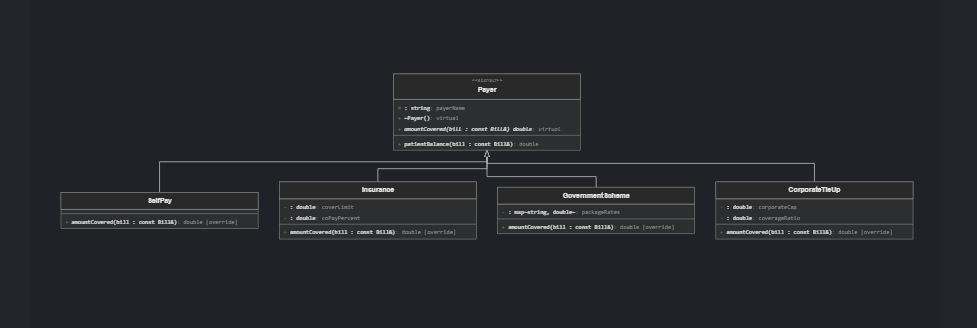 <<abstract>>
Payer
# : string: payerName
+ ~Payer(): virtual
+ amountCovered(bill : const Bill&) double: virtual
+ patientBalance(bill : const Bill&): double
SelfPay
+ amountCovered(bill : const Bill&): double [override]
Insurance
- : double: coverLimit
- : double: coPayPercent
+ amountCovered(bill : const Bill&): double [override]
GovernmentScheme
- : map~string, double~: packageRates
+ amountCovered(bill : const Bill&): double [override]
CorporateTieUp
- : double: corporateCap
- : double: coverageRatio
+ amountCovered(bill : const Bill&): double [override]